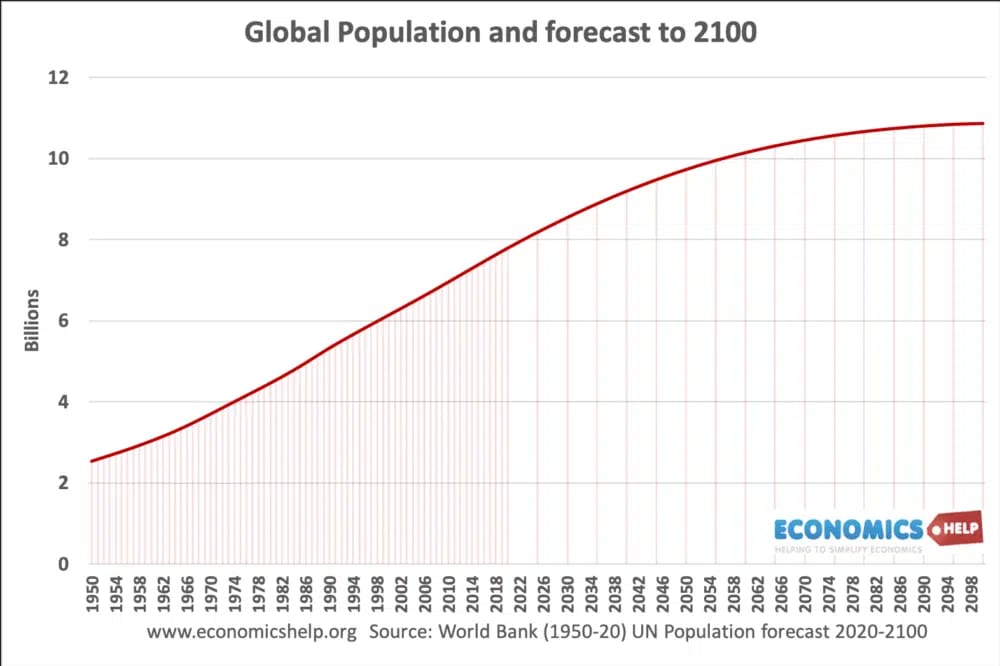 Global Population and forecast to 2100
12
10
8
6
4
2
0
Billions
1950 1954 1958 1962 1966 1970 1974 1978 1982 1986 1990 1994 1998 2002 2006 2010 2014 2018 2022 2026 2030 2034 2038 2042 2046 2050 2054 2058 2062 2066 2070 2074 2078 2082 2086 2090 2094 2098
ECONOMICS HELP
HELPING TO SIMPLIFY ECONOMICS
www.economicshelp.org Source: World Bank (1950-20) UN Population forecast 2020-2100